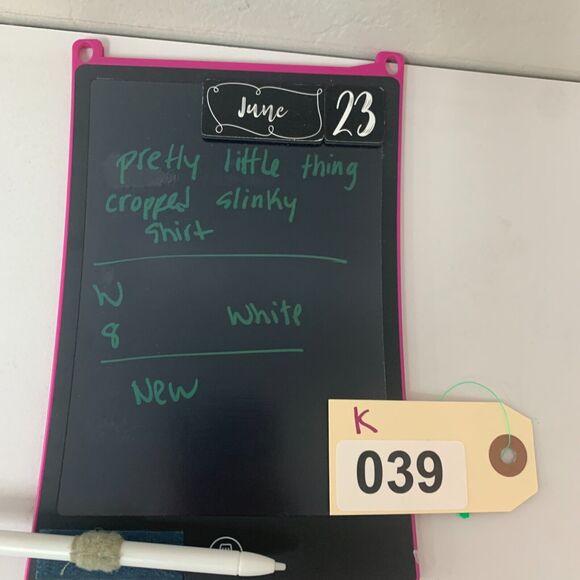 June 23
pretty little thing
cropped slinky
shirt
W
8 White
New
K
039